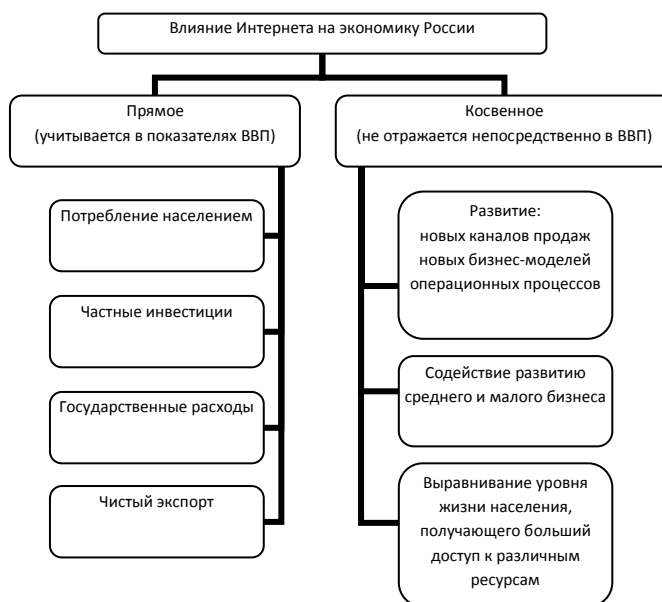 Влияние Интернета на экономику России
Прямое
(учитывается в показателях ВВП)
Потребление населением
Частные инвестиции
Государственные расходы
Чистый экспорт
Косвенное
(не отражается непосредственно в ВВП)
Развитие:
новых каналов продаж
новых бизнес-моделей
операционных процессов
Содействие развитию
среднего и малого бизнеса
Выравнивание уровня
жизни населения,
получающего больший
доступ к различным
ресурсам